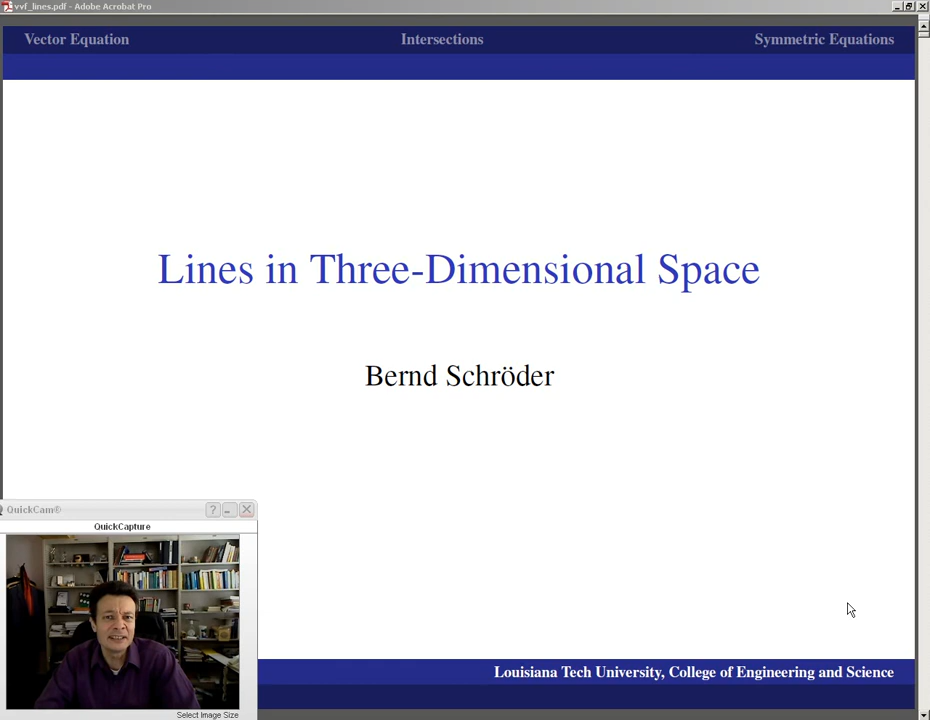 vvf_lines.pdf - Adobe Acrobat Pro
Vector Equation
Intersections
Symmetric Equations
Lines in Three-Dimensional Space
Bernd Schröder
QuickCam®
QuickCapture
Select Image Size
Louisiana Tech University, College of Engineering and Science